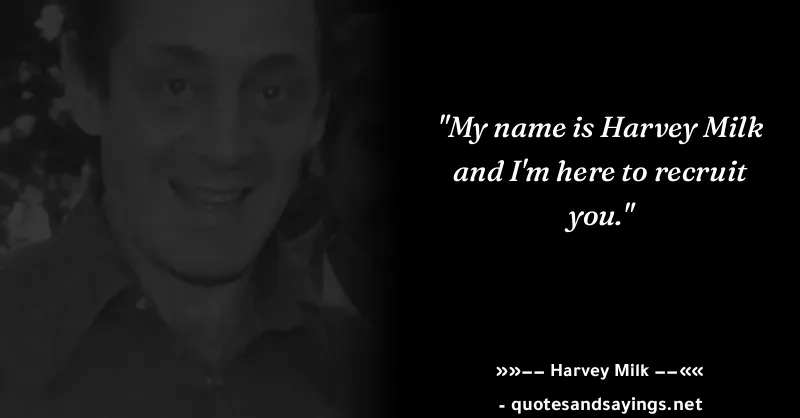 "My name is Harvey Milk
and I'm here to recruit
you."
»»–– Harvey Milk ––««
- quotesandsayings.net